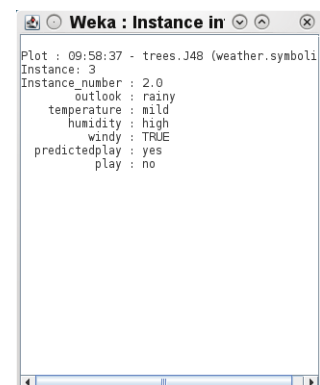 Weka : Instance in
Plot : 09:58:37 - trees.J48 (weather.symboli
Instance: 3
Instance_number : 2.0
outlook : rainy
temperature : mild
humidity : high
windy : TRUE
predictedplay : yes
play : no